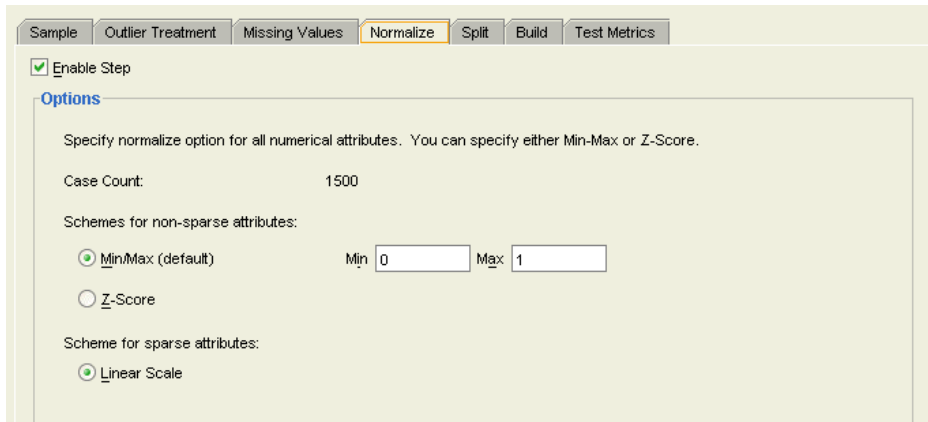 Sample Outlier Treatment Missing Values Normalize Split Build Test Metrics
Enable Step
Options
Specify normalize option for all numerical attributes. You can specify either Min-Max or Z-Score.
Case Count: 1500
Schemes for non-sparse attributes:
Min/Max (default) Min 0 Max 1
Z-Score
Scheme for sparse attributes:
Linear Scale